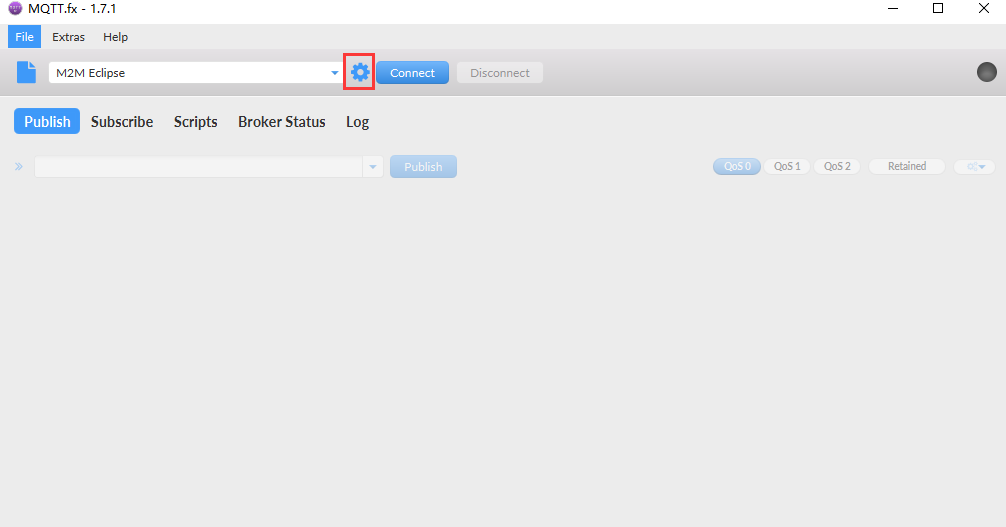 MQTT.fx - 1.7.1
File Extras Help
M2M Eclipse Connect Disconnect
Publish Subscribe Scripts Broker Status Log
Publish QoS 0 QoS 1 QoS 2 Retained